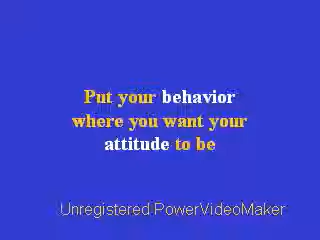 Put your behavior
where you want your
attitude to be
Unregistered PowerVideoMaker